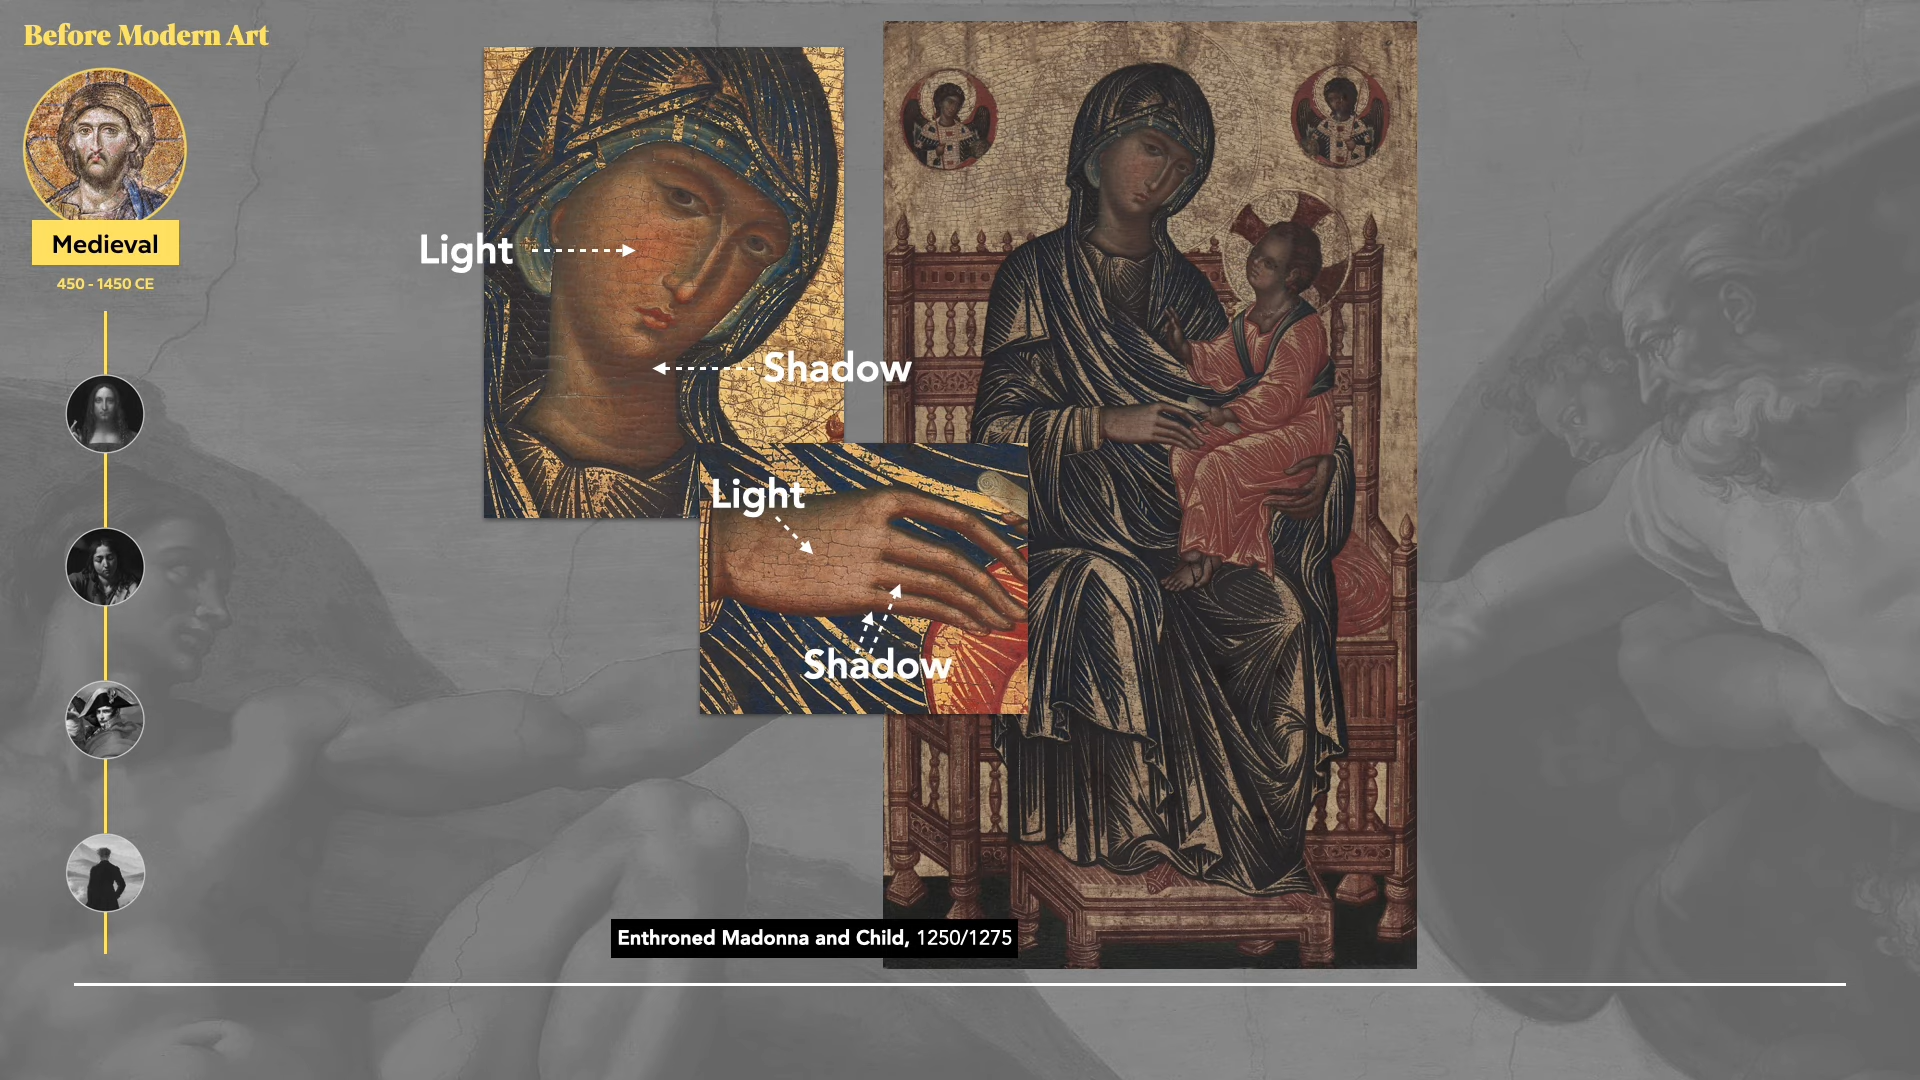 Before Modern Art
Medieval
450 - 1450 CE
Light
Shadow
Light
Shadow
Enthroned Madonna and Child, 1250/1275